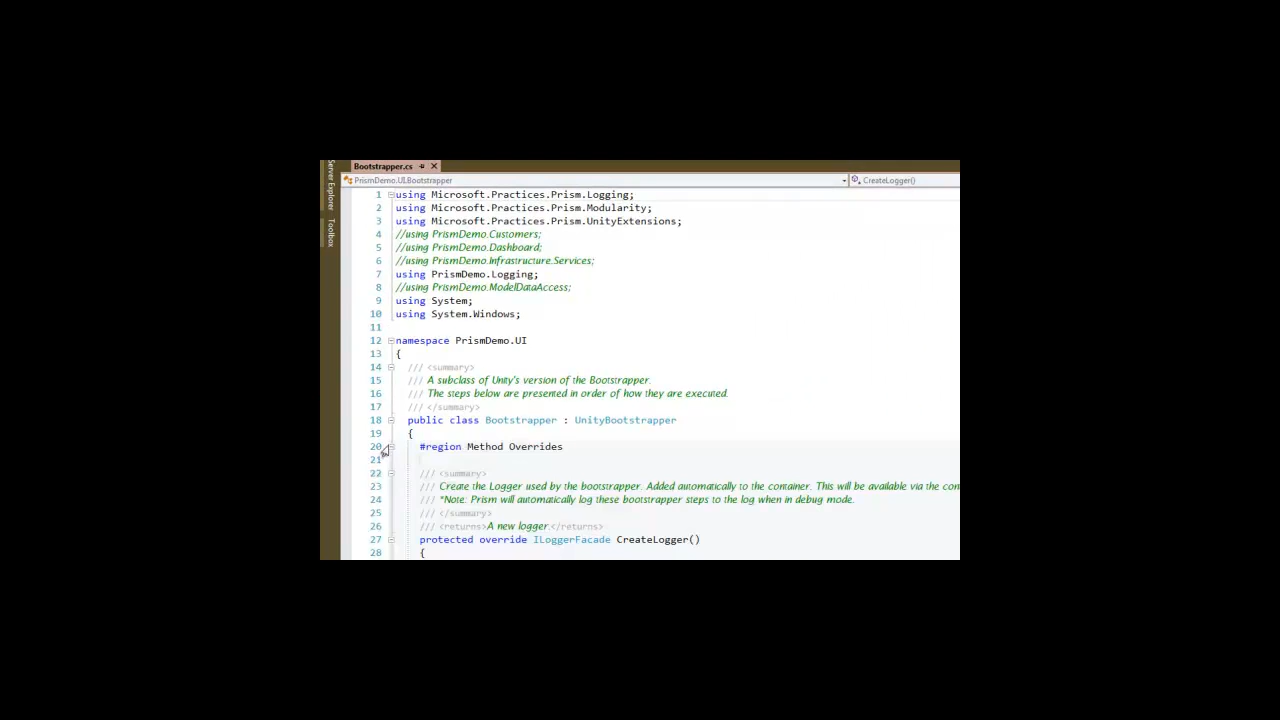 Server Explorer
Toolbox
Bootstrapper.cs
PrismDemo.UI.Bootstrapper
CreateLogger()
1 using Microsoft.Practices.Prism.Logging;
2 using Microsoft.Practices.Prism.Modularity;
3 using Microsoft.Practices.Prism.UnityExtensions;
4 //using PrismDemo.Customers;
5 //using PrismDemo.Dashboard;
6 //using PrismDemo.Infrastructure.Services;
7 using PrismDemo.Logging;
8 //using PrismDemo.ModelDataAccess;
9 using System;
10 using System.Windows;
11
12 namespace PrismDemo.UI
13 {
14 /// <summary>
15 /// A subclass of Unity's version of the Bootstrapper.
16 /// The steps below are presented in order of how they are executed.
17 /// </summary>
18 public class Bootstrapper : UnityBootstrapper
19 {
20 #region Method Overrides
21
22 /// <summary>
23 /// Create the Logger used by the bootstrapper. Added automatically to the container. This will be available via the con
24 /// *Note: Prism will automatically log these bootstrapper steps to the log when in debug mode.
25 /// </summary>
26 /// <returns>A new logger.</returns>
27 protected override ILoggerFacade CreateLogger()
28 {